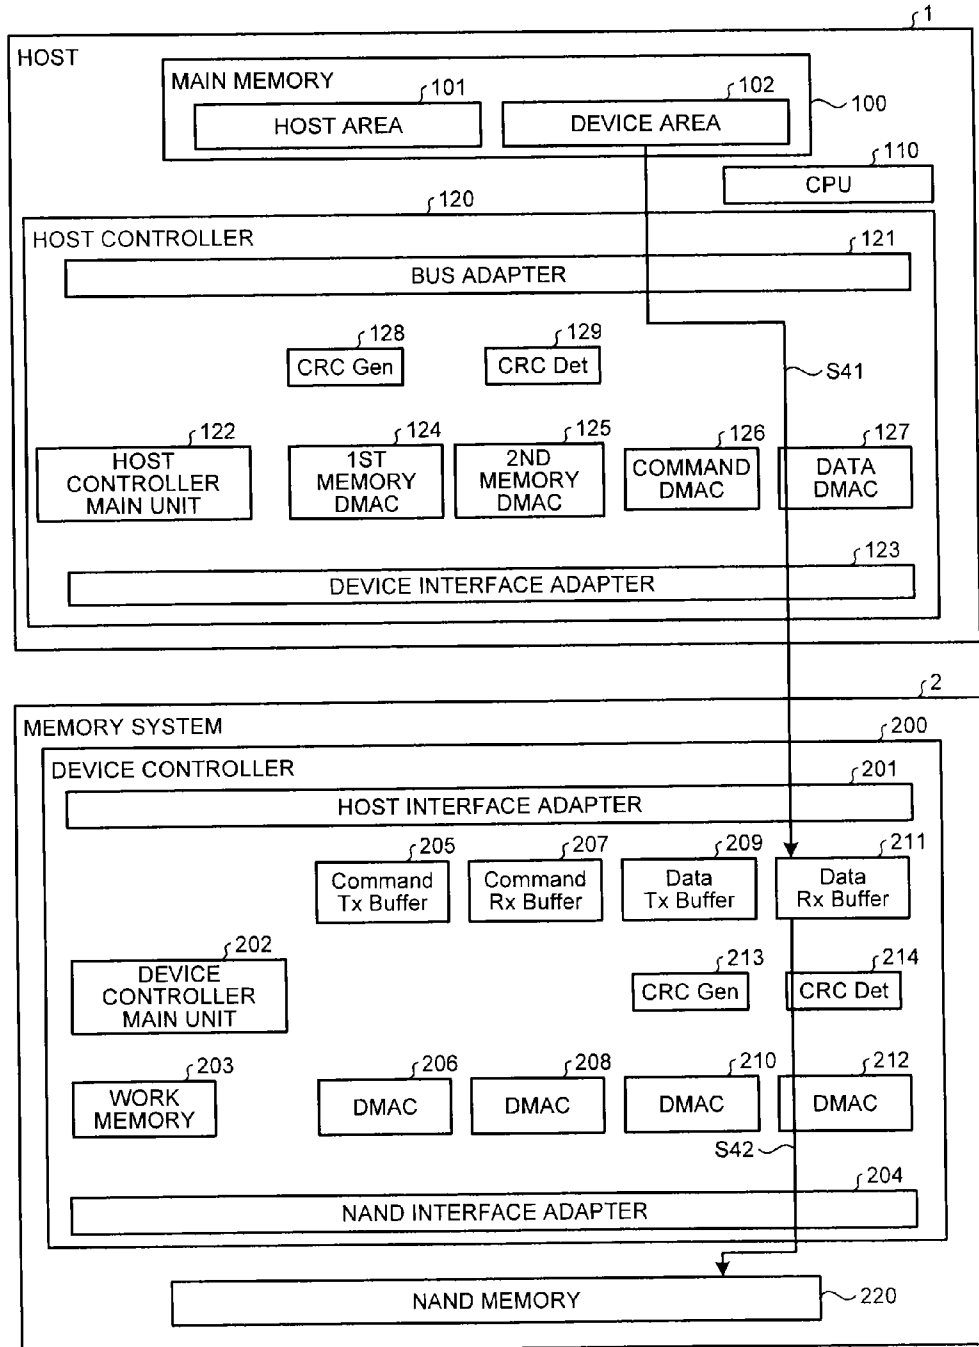 1
HOST
MAIN MEMORY
101
102
100
HOST AREA
DEVICE AREA
110
CPU
120
HOST CONTROLLER
121
BUS ADAPTER
128
129
CRC Gen
CRC Det
S41
122
124
125
126
127
HOST
CONTROLLER
MAIN UNIT
1ST
MEMORY
DMAC
2ND
MEMORY
DMAC
COMMAND
DMAC
DATA
DMAC
123
DEVICE INTERFACE ADAPTER
2
MEMORY SYSTEM
200
DEVICE CONTROLLER
201
HOST INTERFACE ADAPTER
205
207
209
211
Command
Tx Buffer
Command
Rx Buffer
Data
Tx Buffer
Data
Rx Buffer
202
213
214
DEVICE
CONTROLLER
MAIN UNIT
CRC Gen
CRC Det
203
206
208
210
212
WORK
MEMORY
DMAC
DMAC
DMAC
DMAC
S42
204
NAND INTERFACE ADAPTER
NAND MEMORY
220